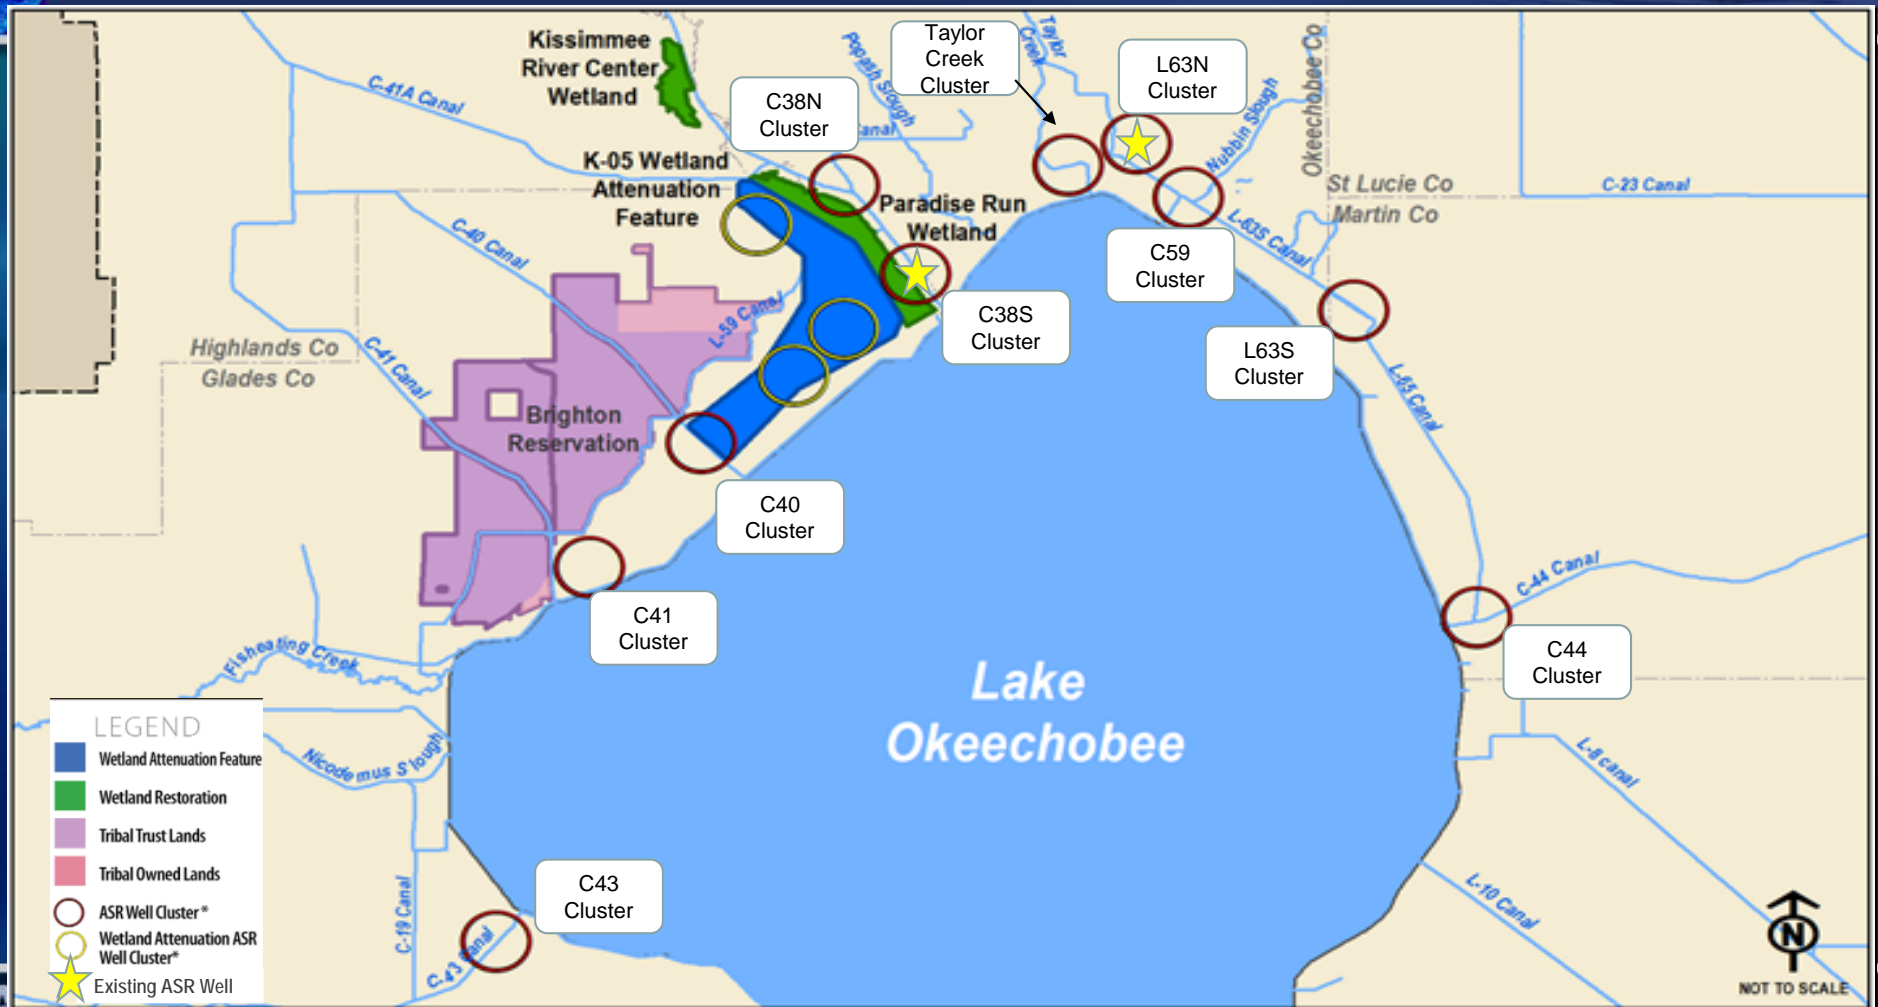 Kissimmee
River Center
Wetland
C-41A Canal
C38N
Cluster
Popash Slough
anal
Taylor
Creek
Cluster
Taylor
Creek
L63N
Cluster
Nubbin Slough
Okeechobee Co
St Lucie Co
Martin Co
C-23 Canal
K-05 Wetland
Attenuation
Feature
Paradise Run
Wetland
C-40 Canal
L-59 Canal
C59
Cluster
L-63S Canal
C38S
Cluster
L63S
Cluster
L-65 Canal
Highlands Co
Glades Co
C-41 Canal
Brighton
Reservation
C40
Cluster
C41
Cluster
C-44 Canal
C44
Cluster
Fisheating Creek
Lake
Okeechobee
Nicodemus Slough
L-8 canal
L-10 Canal
C-19 Canal
C43
Cluster
C-43 Canal
LEGEND
Wetland Attenuation Feature
Wetland Restoration
Tribal Trust Lands
Tribal Owned Lands
ASR Well Cluster *
Wetland Attenuation ASR
Well Cluster*
Existing ASR Well
N
NOT TO SCALE